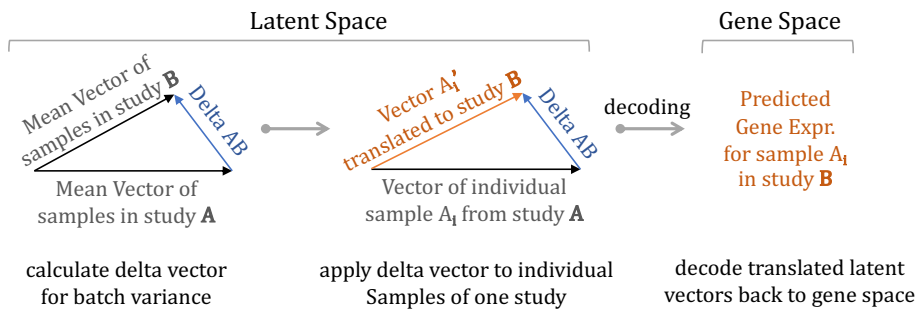 Latent Space
Gene Space
Mean Vector of
samples in study B
Delta AB
Mean Vector of
samples in study A
Vector Ai'
translated to study B
Delta AB
Vector of individual
sample Ai from study A
decoding
Predicted
Gene Expr.
for sample Ai
in study B
calculate delta vector
for batch variance
apply delta vector to individual
Samples of one study
decode translated latent
vectors back to gene space